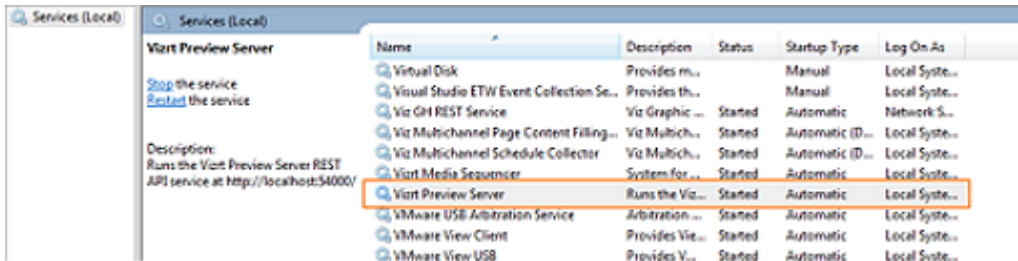 Services (Local)
Services (Local)
Vizrt Preview Server
Stop the service
Restart the service
Description:
Runs the Vizrt Preview Server REST
API service at http://localhost:54000/
Name Description Status Startup Type Log On As
Virtual Disk Provides m... Manual Local Syste...
Visual Studio ETW Event Collection Se... Provides th... Manual Local Syste...
Viz GH REST Service Viz Graphic ... Started Automatic Network S...
Viz Multichannel Page Content Filling... Viz Multich... Started Automatic (D... Local Syste...
Viz Multichannel Schedule Collector Viz Multich... Started Automatic (D... Local Syste...
Vizrt Media Sequencer System for ... Started Automatic Local Syste...
Vizrt Preview Server Runs the Viz... Started Automatic Local Syste...
VMware USB Arbitration Service Arbitration ... Started Automatic Local Syste...
VMware View Client Provides Vie... Started Automatic Local Syste...
VMware View USB Provides V... Started Automatic Local Syste...